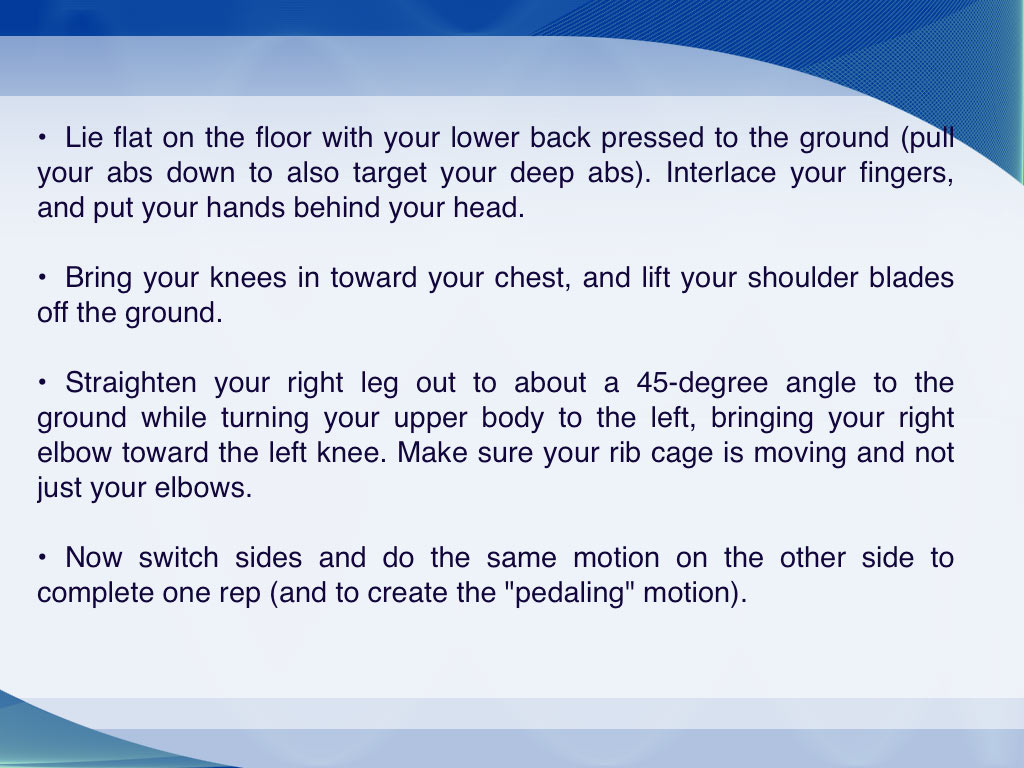 • Lie flat on the floor with your lower back pressed to the ground (pull
your abs down to also target your deep abs). Interlace your fingers,
and put your hands behind your head.
• Bring your knees in toward your chest, and lift your shoulder blades
off the ground.
• Straighten your right leg out to about a 45-degree angle to the
ground while turning your upper body to the left, bringing your right
elbow toward the left knee. Make sure your rib cage is moving and not
just your elbows.
• Now switch sides and do the same motion on the other side to
complete one rep (and to create the "pedaling" motion).